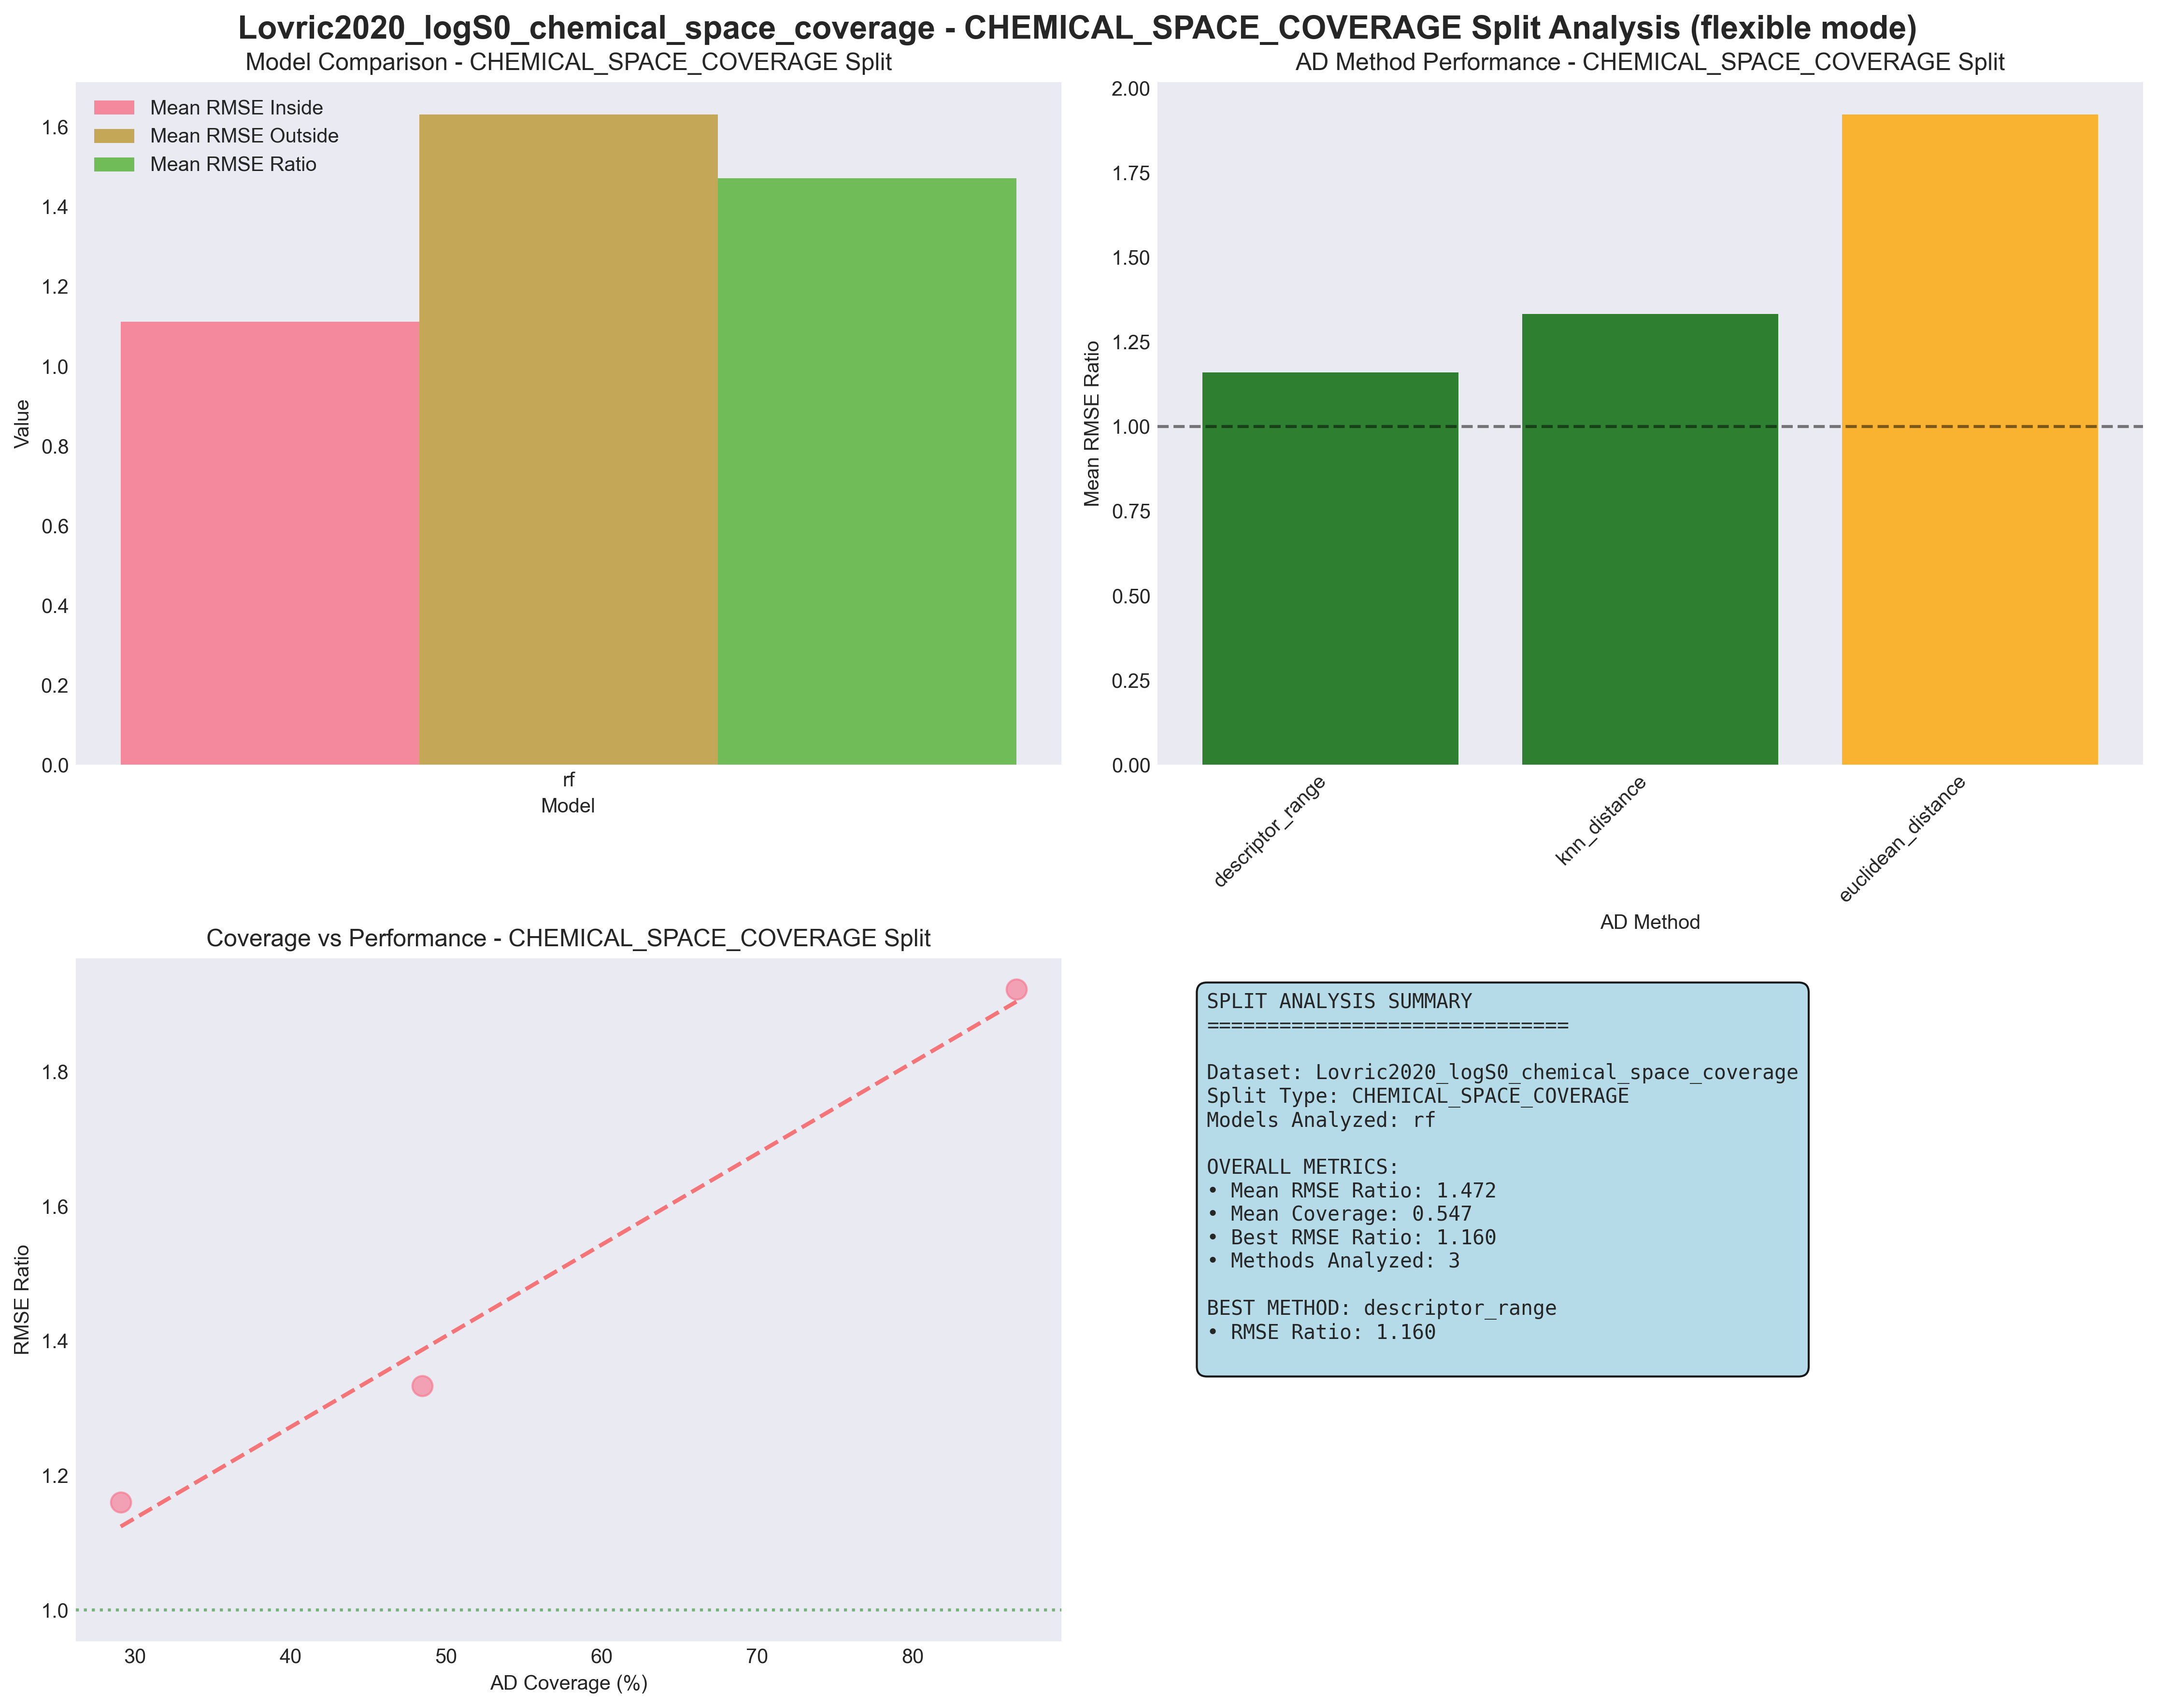 Lovric2020_logS0_chemical_space_coverage - CHEMICAL_SPACE_COVERAGE Split Analysis (flexible mode)
Model Comparison - CHEMICAL_SPACE_COVERAGE Split
Mean RMSE Inside
Mean RMSE Outside
Mean RMSE Ratio
1.6
1.4
1.2
1.0
0.8
0.6
0.4
0.2
0.0
Value
rf
Model
AD Method Performance - CHEMICAL_SPACE_COVERAGE Split
2.00
1.75
1.50
1.25
1.00
0.75
0.50
0.25
0.00
Mean RMSE Ratio
descriptor_range
knn_distance
euclidean_distance
AD Method
Coverage vs Performance - CHEMICAL_SPACE_COVERAGE Split
1.8
1.6
1.4
1.2
1.0
RMSE Ratio
30 40 50 60 70 80
AD Coverage (%)
SPLIT ANALYSIS SUMMARY
==============================
Dataset: Lovric2020_logS0_chemical_space_coverage
Split Type: CHEMICAL_SPACE_COVERAGE
Models Analyzed: rf
OVERALL METRICS:
• Mean RMSE Ratio: 1.472
• Mean Coverage: 0.547
• Best RMSE Ratio: 1.160
• Methods Analyzed: 3
BEST METHOD: descriptor_range
• RMSE Ratio: 1.160